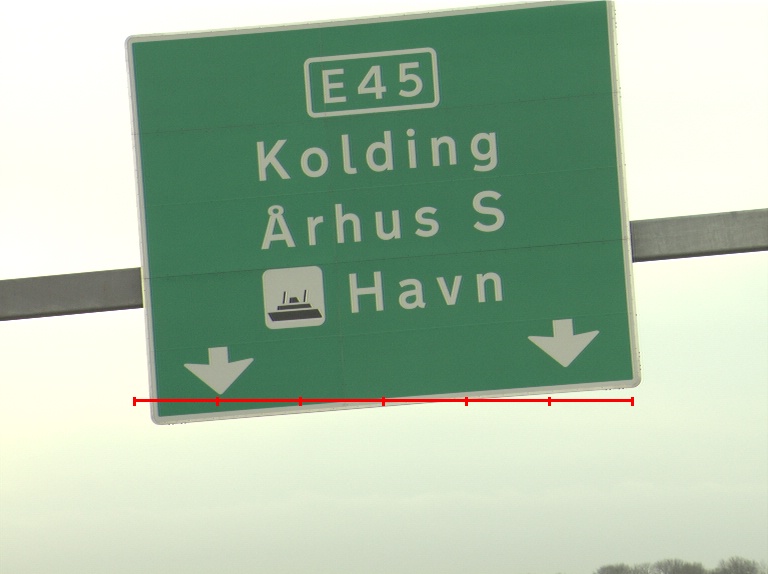 E45
Kolding
Århus S
Havn